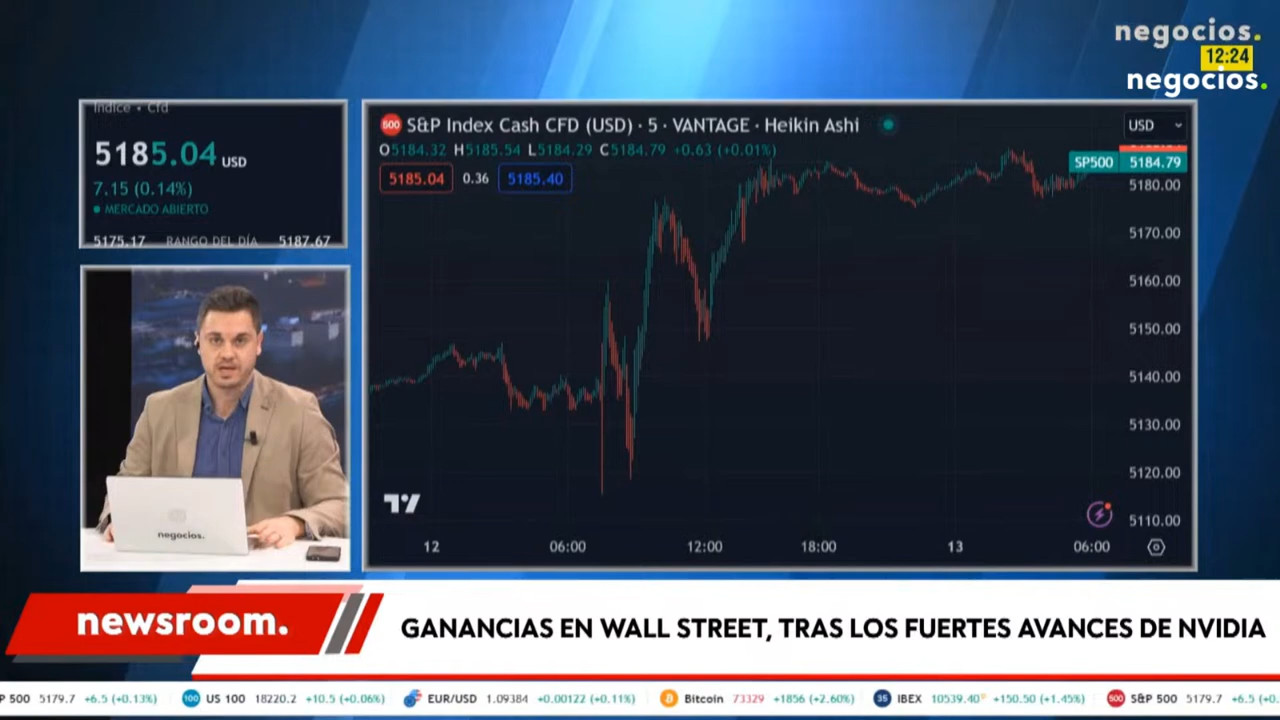 negocios.
12:24
negocios.
Índice • Cfd
5185.04 USD
7.15 (0.14%)
MERCADO ABIERTO
5175.17 RANGO DEL DÍA 5187.67
500 S&P Index Cash CFD (USD) · 5 · VANTAGE · Heikin Ashi
USD
O5184.32 H5185.54 L5184.29 C5184.79 +0.63 (+0.01%)
5185.04 0.36 5185.40
SP500 5184.79
5180.00
5170.00
5160.00
5150.00
5140.00
5130.00
5120.00
5110.00
12 06:00 12:00 18:00 13 06:00
negocios.
newsroom.
GANANCIAS EN WALL STREET, TRAS LOS FUERTES AVANCES DE NVIDIA
P 500 5179.7 +6.5 (+0.13%) 100 US 100 18220.2 +10.5 (+0.06%) EUR/USD 1.09384 +0.00122 (+0.11%) Bitcoin 73329 +1856 (+2.60%) 35 IBEX 10539.40 +150.50 (+1.45%) 500 S&P 500 5179.7 +6.5 (+0.